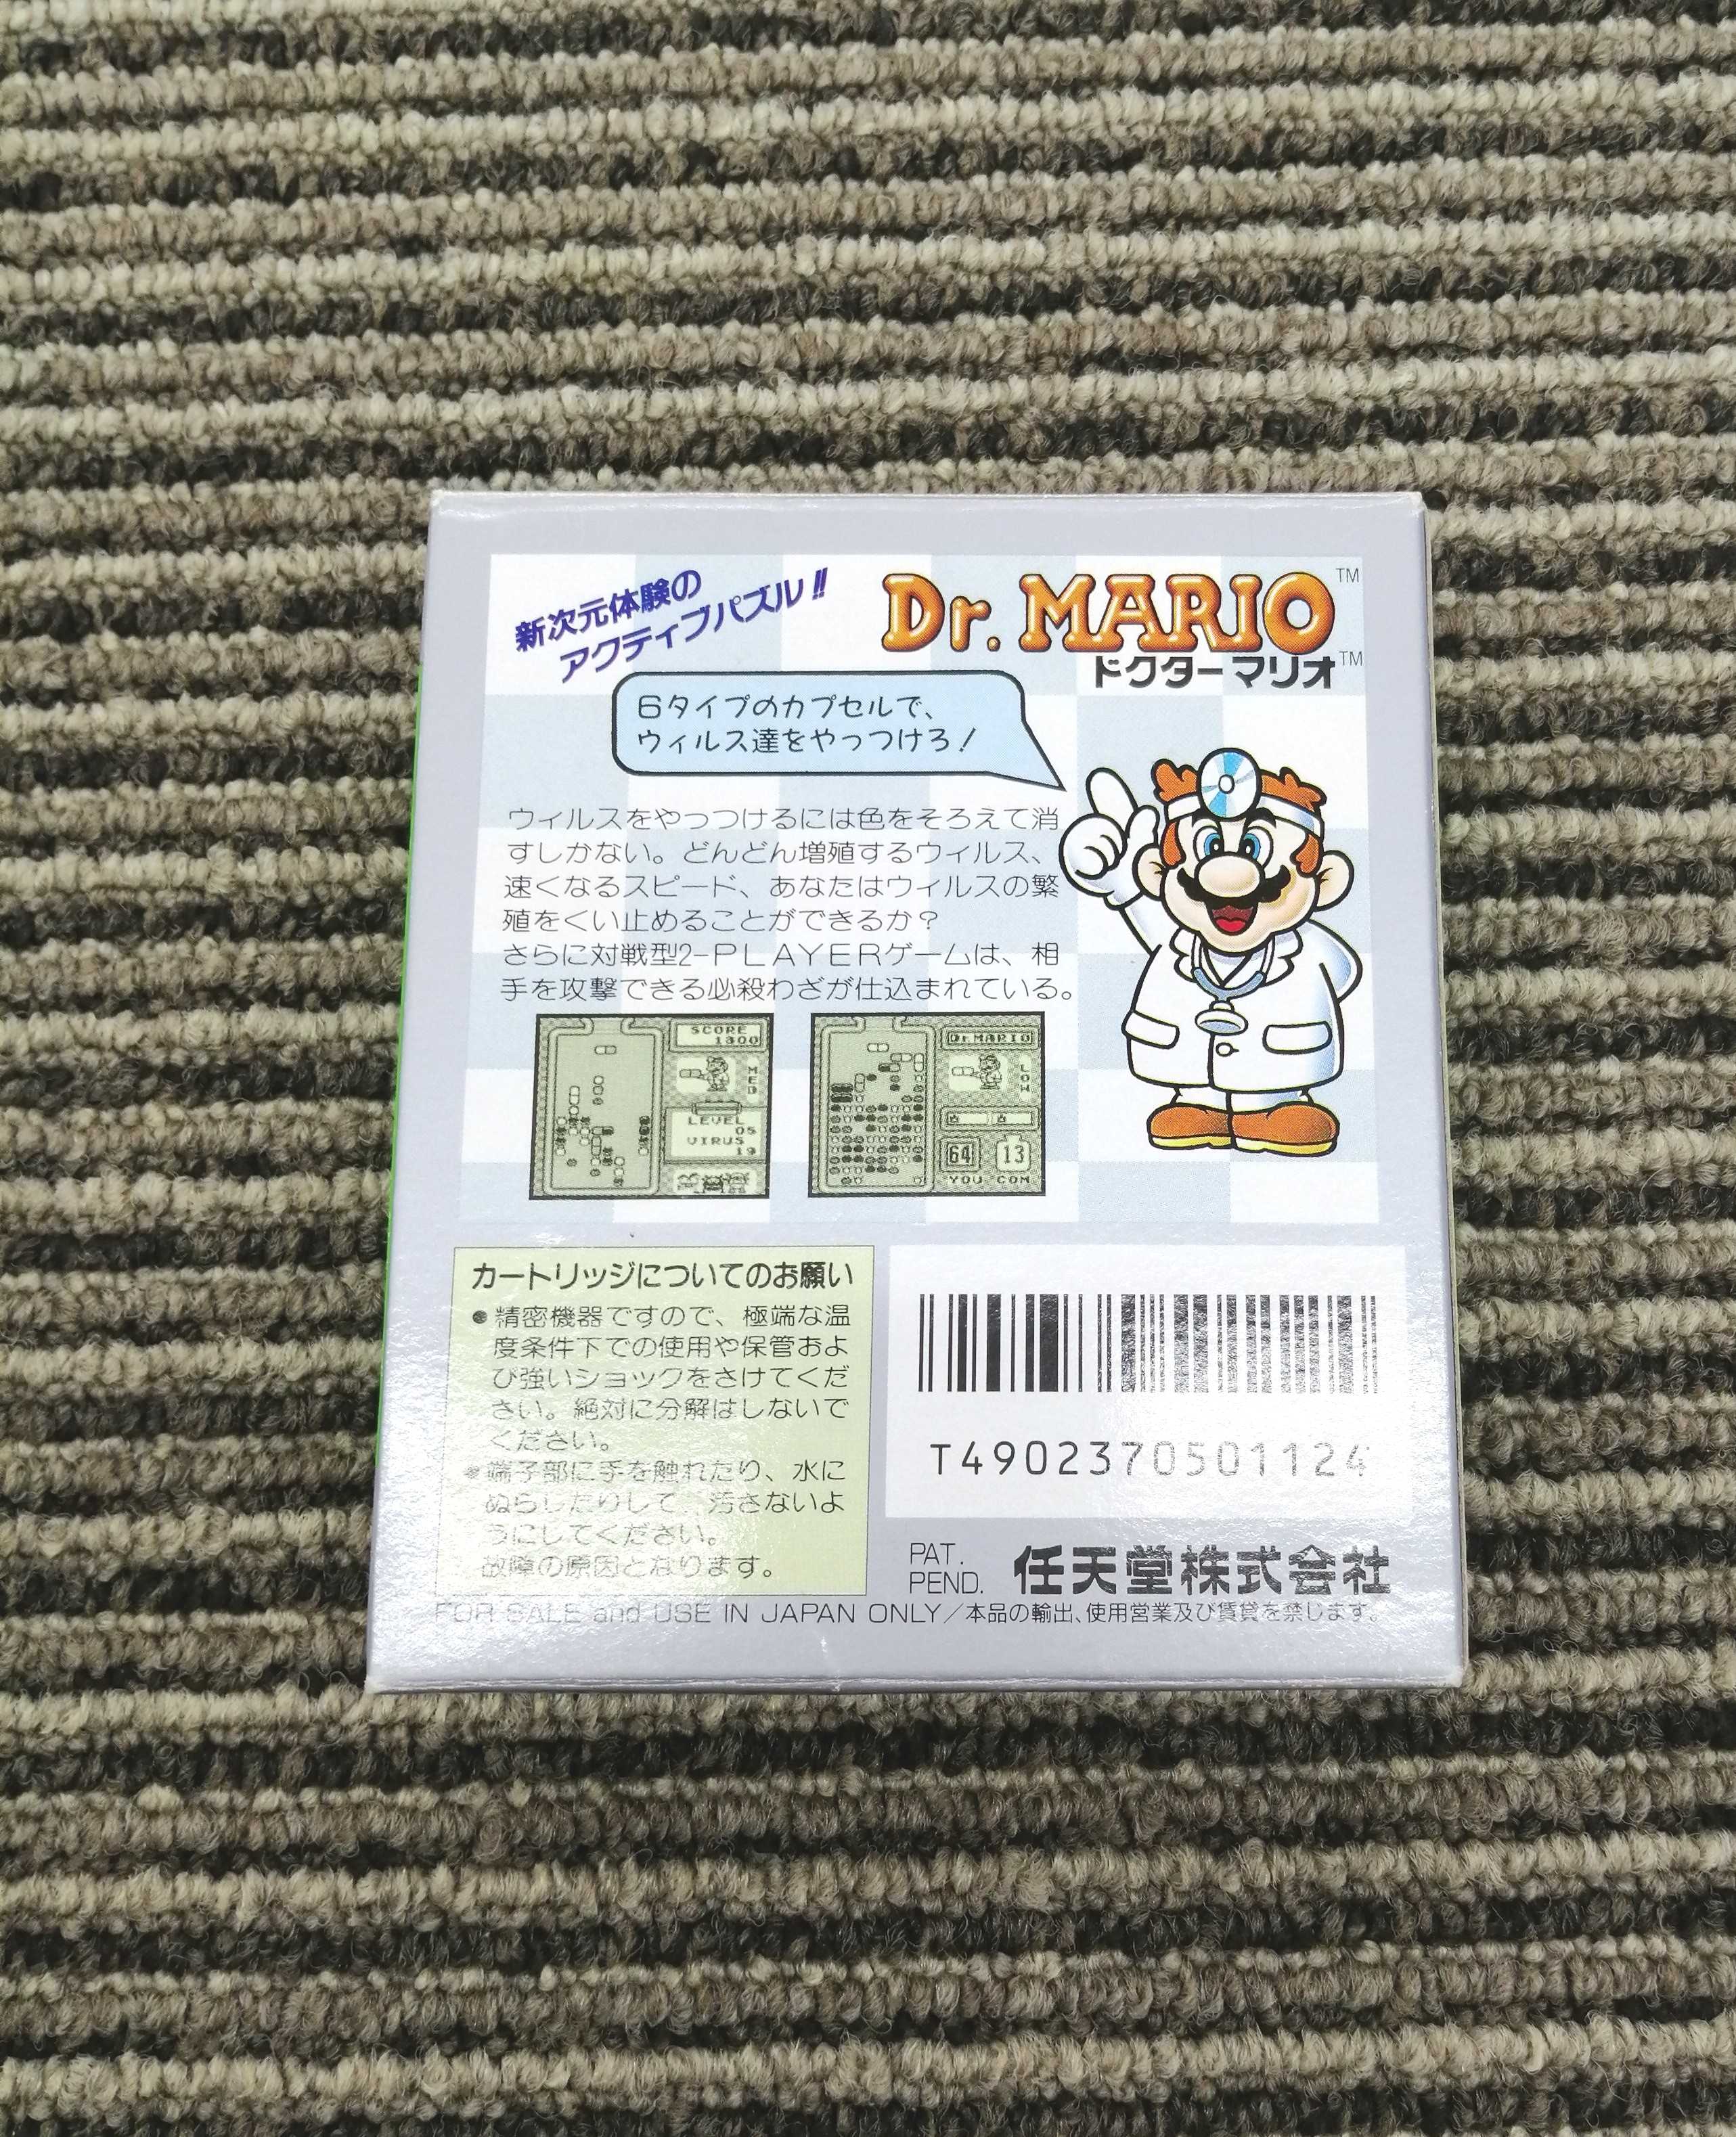 新次元体験の
アクティブパズル!!
Dr. MARIO TM
ドクターマリオ TM
6タイプのカプセルで、
ウィルス達をやっつけろ!
ウィルスをやっつけるには色をそろえて消
すしかない。どんどん増殖するウィルス、
速くなるスピード、あなたはウィルスの繁
殖をくい止めることができるか?
さらに対戦型2-PLAYERゲームは、相
手を攻撃できる必殺わざが仕込まれている。
SCORE
1300
MED
LEVEL
05
VIRUS
19
Dr.MARIO
LOW
64 13
YOU COM
カートリッジについてのお願い
●精密機器ですので、極端な温
度条件下での使用や保管およ
び強いショックをさけてくだ
さい。絶対に分解はしないで
ください。
●端子部に手を触れたり、水に
ぬらしたりして、汚さないよ
うにしてください。
故障の原因となります。
T4902370501124
PAT.
PEND.
任天堂株式会社
FOR SALE and USE IN JAPAN ONLY/本品の輸出、使用営業及び賃貸を禁じます。